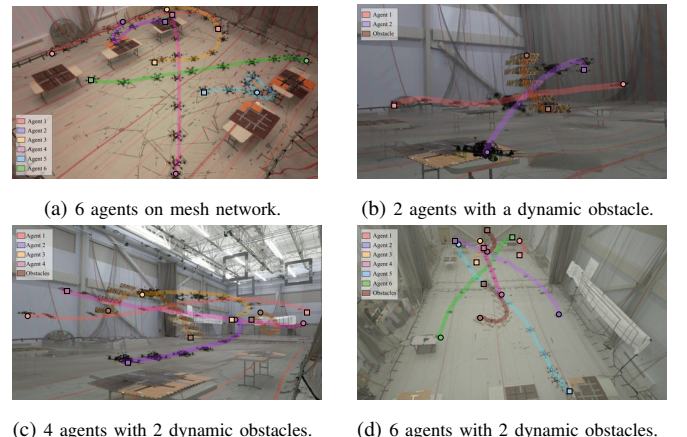 Agent 1
Agent 2
Agent 3
Agent 4
Agent 5
Agent 6
Agent 1
Agent 2
Obstacle
(a) 6 agents on mesh network.
(b) 2 agents with a dynamic obstacle.
Agent 1
Agent 2
Agent 3
Agent 4
Obstacles
Agent 1
Agent 2
Agent 3
Agent 4
Agent 5
Agent 6
Obstacles
(c) 4 agents with 2 dynamic obstacles.
(d) 6 agents with 2 dynamic obstacles.